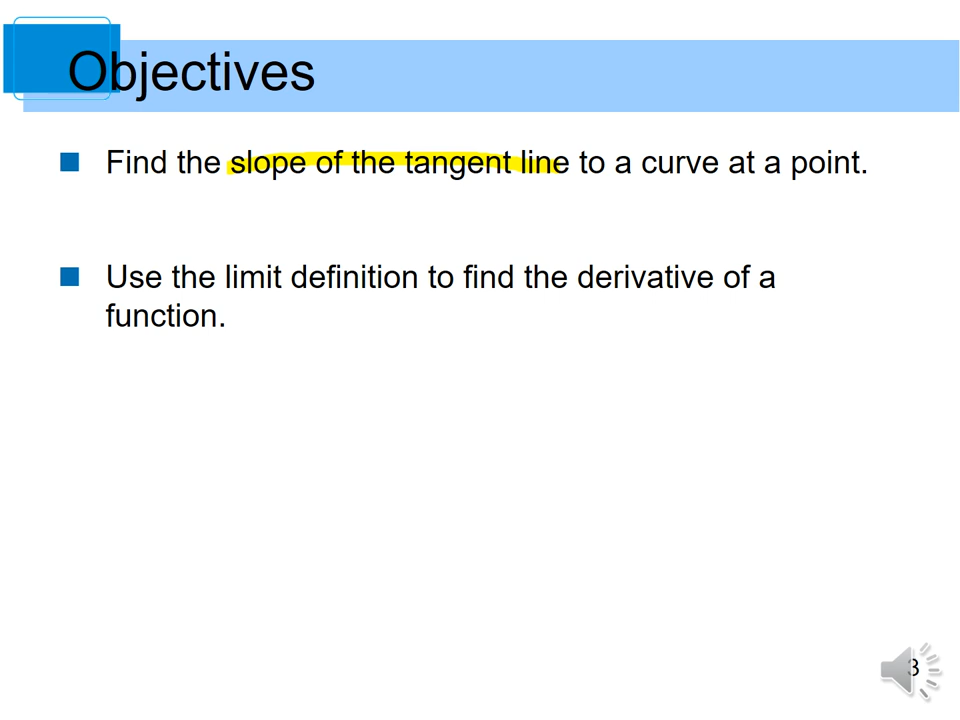 Objectives
Find the slope of the tangent line to a curve at a point.
Use the limit definition to find the derivative of a
function.
3